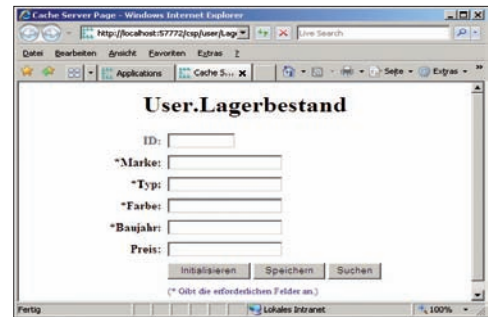 Cache Server Page - Windows Internet Explorer
http://localhost:57772/csp/user/Lage
Live Search
Datei Bearbeiten Ansicht Favoriten Extras ?
Applications Cache S... X Seite Extras
User.Lagerbestand
ID:
*Marke:
*Typ:
*Farbe:
*Baujahr:
Preis:
Initialisieren Speichern Suchen
(* Gibt die erforderlichen Felder an.)
Fertig Lokales Intranet 100%